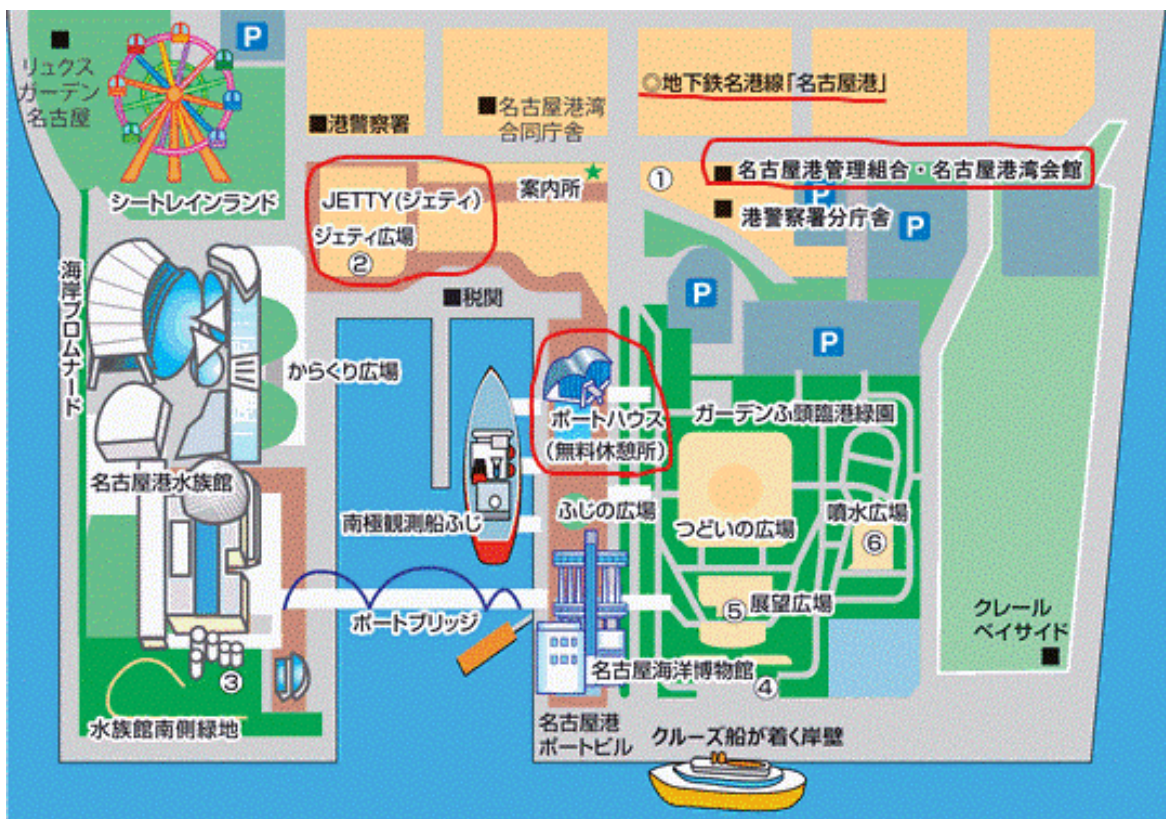 P
リュクス
ガーデン
名古屋
◎地下鉄名港線「名古屋港」
■港警察署
■名古屋港湾
合同庁舎
シートレインランド
JETTY(ジェティ)
ジェティ広場
②
案内所
①
名古屋港管理組合・名古屋港湾会館
P
港警察署分庁舎
P
■税関
P
P
海岸プロムナード
からくり広場
ポートハウス
(無料休憩所)
ガーデンふ頭臨港緑園
名古屋港水族館
南極観測船ふじ
ふじの広場
つどいの広場
噴水広場
⑥
ポートブリッジ
⑤
展望広場
クレール
ベイサイド
③
名古屋海洋博物館
④
水族館南側緑地
名古屋港
ポートビル
クルーズ船が着く岸壁